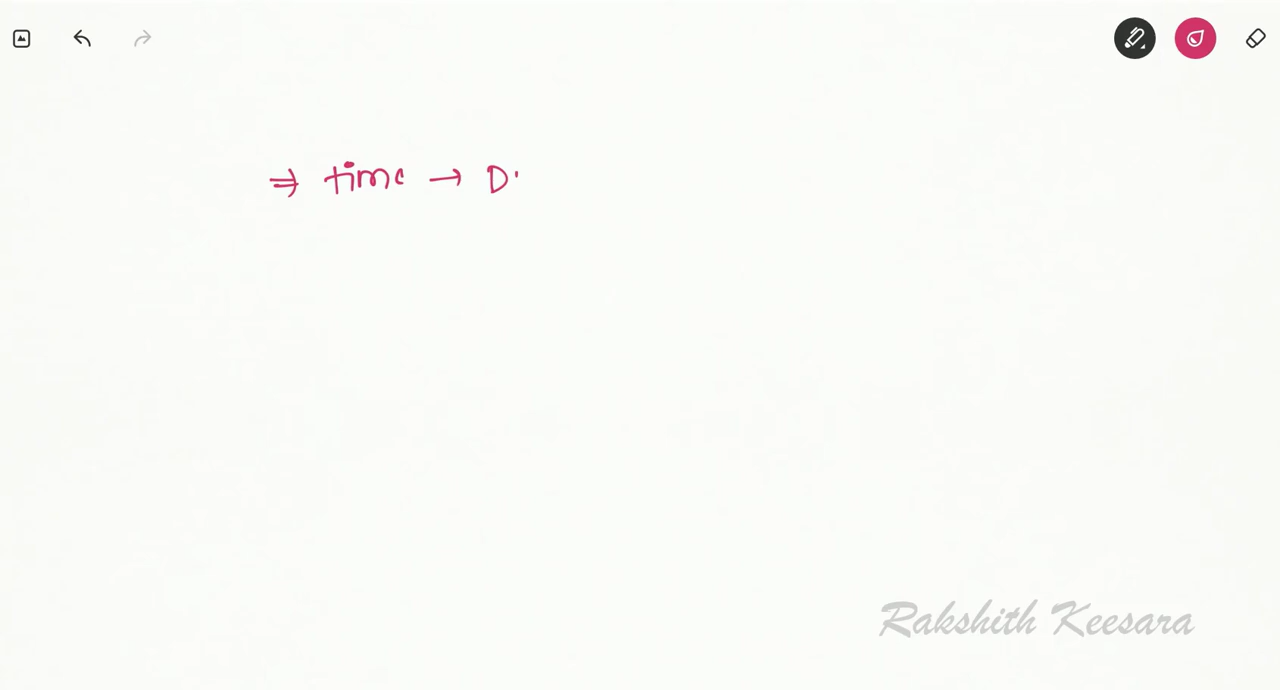 ⇒ time → D
Rakshith Keesara